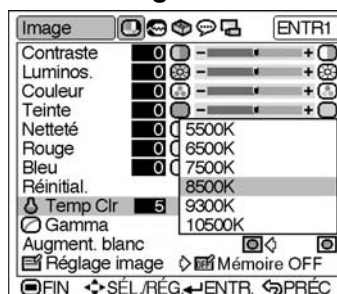 Image ENTR1
Contraste 0 - +
Luminos. 0 - +
Couleur 0 - +
Teinte 0 - +
Netteté 0 5500K
Rouge 0 6500K
Bleu 0 7500K
Réinitial. 8500K
Temp Clr 5 9300K
Gamma 10500K
Augment. blanc
Réglage image OFF Mémoire OFF
FIN SÉL./RÉG. ENTR. PRÉC